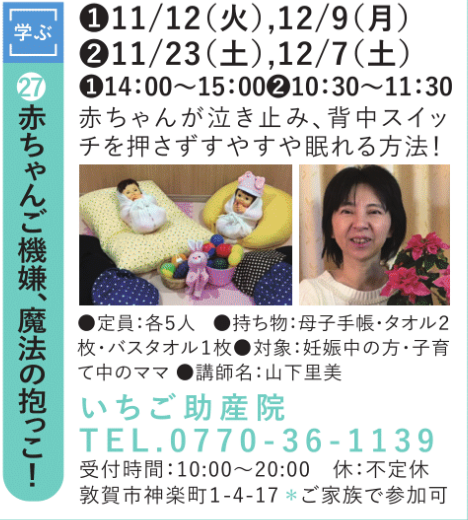 学ぶ
㉗赤ちゃんご機嫌、魔法の抱っこ！
❶11/12（火）,12/9（月）
❷11/23（土）,12/7（土）
❶14：00～15：00❷10：30～11：30
赤ちゃんが泣き止み、背中スイッ
チを押さずすやすや眠れる方法！
●定員：各5人　●持ち物：母子手帳・タオル2
枚・バスタオル1枚●対象：妊娠中の方・子育
て中のママ ●講師名：山下里美
いちご助産院
TEL.0770-36-1139
受付時間：10:00～20:00　休：不定休
敦賀市神楽町1-4-17 ＊ご家族で参加可